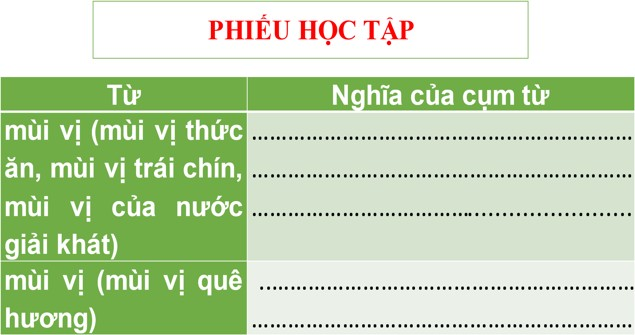 PHIẾU HỌC TẬP
Từ
Nghĩa của cụm từ
mùi vị (mùi vị thức
ăn, mùi vị trái chín,
mùi vị của nước
giải khát)
……………………………………………………
……………………………………………………
……………………………...……………………
mùi vị (mùi vị quê
hương)
…..………………………………………………
……………………………………………………